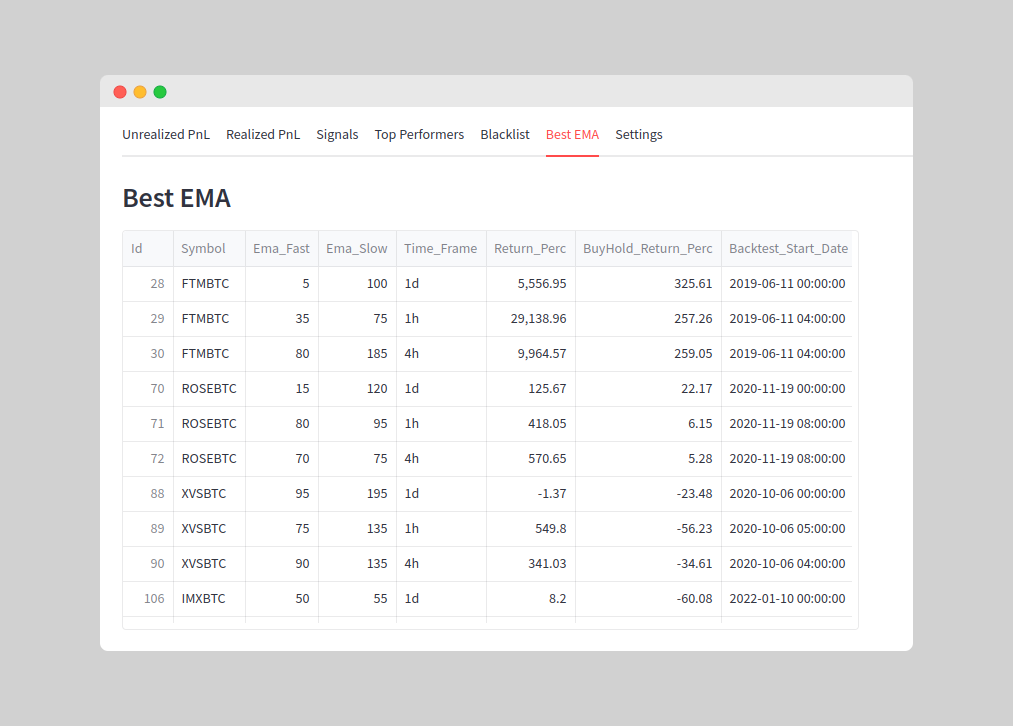 Unrealized PnL Realized PnL Signals Top Performers Blacklist Best EMA Settings
Best EMA
Id Symbol Ema_Fast Ema_Slow Time_Frame Return_Perc BuyHold_Return_Perc Backtest_Start_Date
28 FTMBTC 5 100 1d 5,556.95 325.61 2019-06-11 00:00:00
29 FTMBTC 35 75 1h 29,138.96 257.26 2019-06-11 04:00:00
30 FTMBTC 80 185 4h 9,964.57 259.05 2019-06-11 04:00:00
70 ROSEBTC 15 120 1d 125.67 22.17 2020-11-19 00:00:00
71 ROSEBTC 80 95 1h 418.05 6.15 2020-11-19 08:00:00
72 ROSEBTC 70 75 4h 570.65 5.28 2020-11-19 08:00:00
88 XVSBTC 95 195 1d -1.37 -23.48 2020-10-06 00:00:00
89 XVSBTC 75 135 1h 549.8 -56.23 2020-10-06 05:00:00
90 XVSBTC 90 135 4h 341.03 -34.61 2020-10-06 04:00:00
106 IMXBTC 50 55 1d 8.2 -60.08 2022-01-10 00:00:00